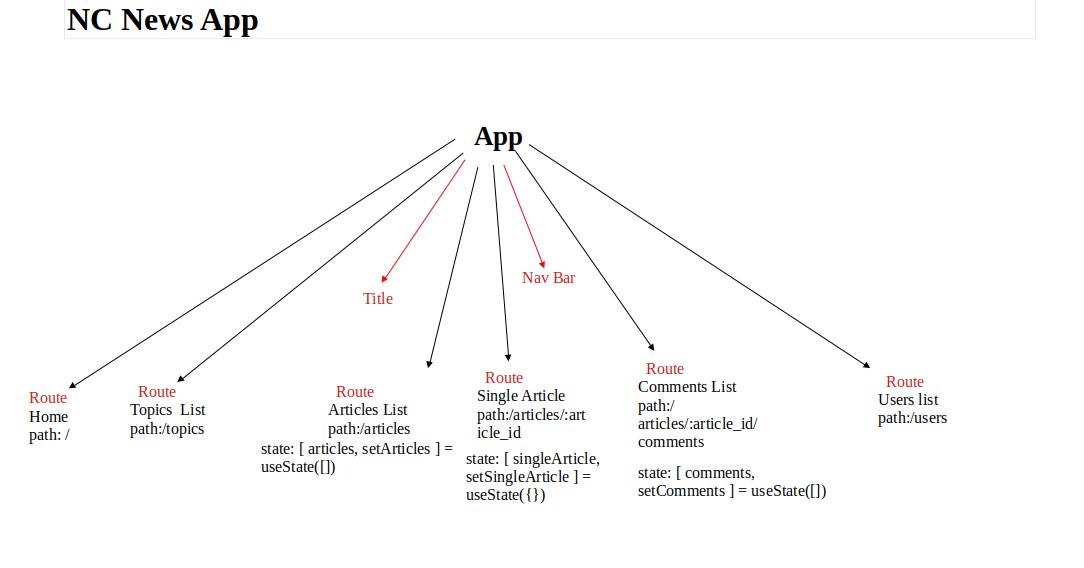 NC News App
App
Nav Bar
Title
Route
Home
path: /
Route
Topics  List
path:/topics
Route
Articles List
path:/articles
state: [ articles, setArticles ] =
useState([])
Route
Single Article
path:/articles/:art
icle_id
state: [ singleArticle,
setSingleArticle ] =
useState({})
Route
Comments List
path:/
articles/:article_id/
comments
state: [ comments,
setComments ] = useState([])
Route
Users list
path:/users